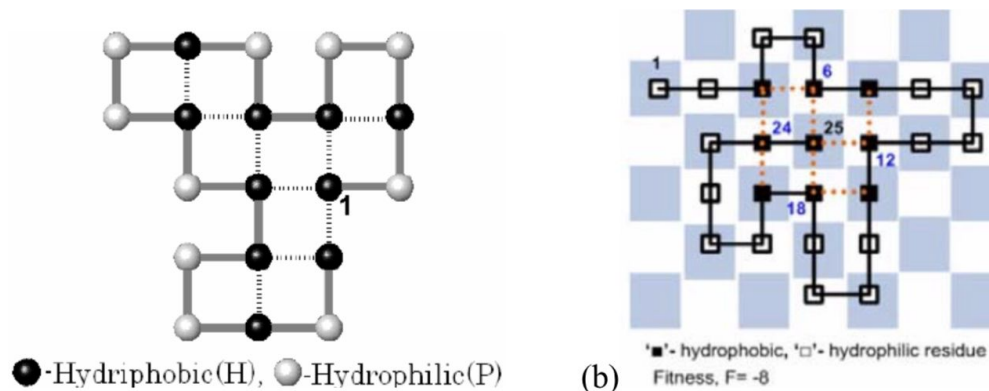 1
●-Hydriphobic(H), ●-Hydrophilic(P)
1
6
24
25
12
18
(b)
'■'- hydrophobic, '□'- hydrophilic residue
Fitness, F= -8